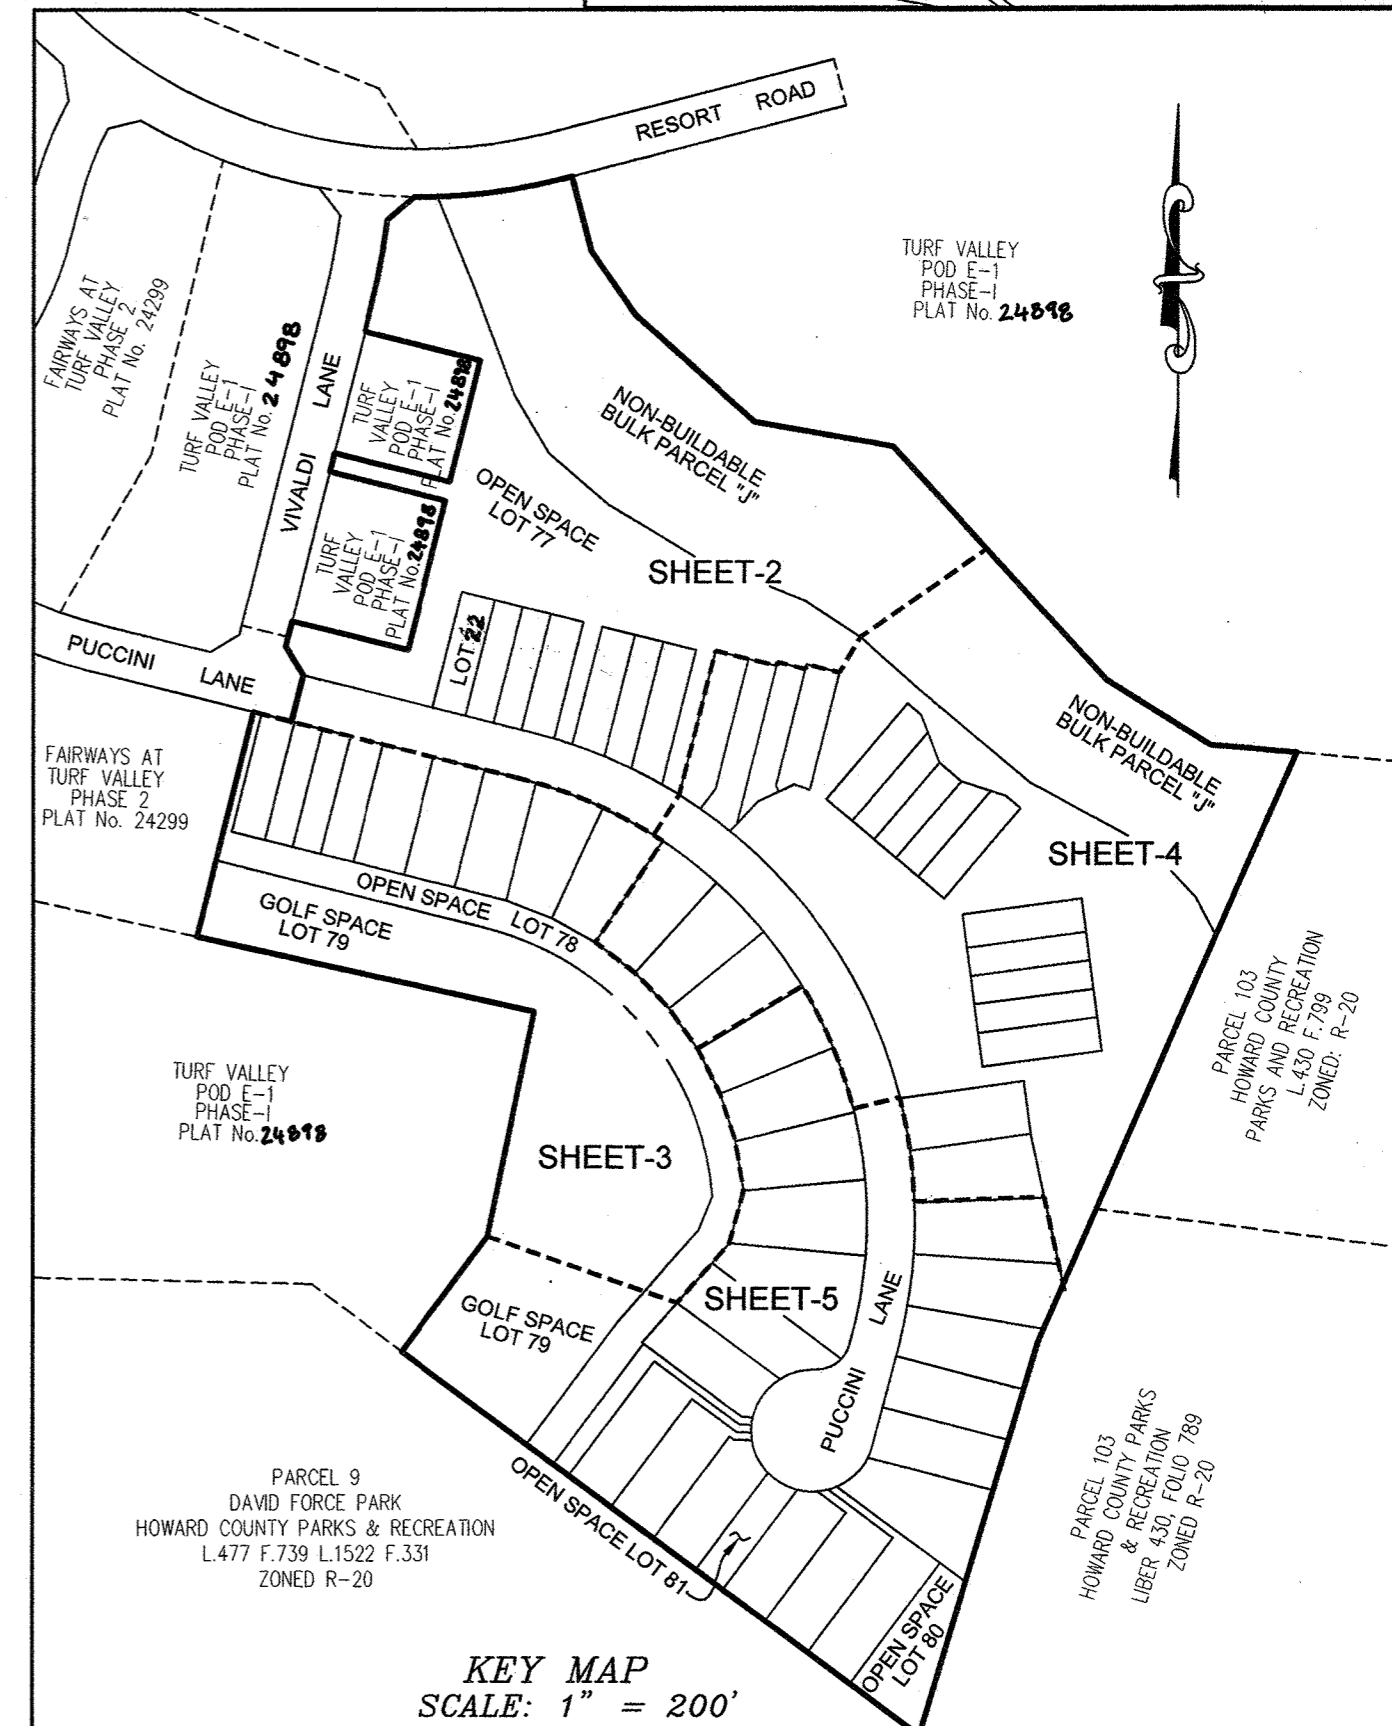 RESORT ROAD
TURF VALLEY
POD E-1
PHASE-I
PLAT No. 24898
FAIRWAYS AT
TURF VALLEY
PHASE 2
PLAT No. 24299
TURF VALLEY
POD E-1
PHASE-I
PLAT No. 24898
VIVALDI LANE
TURF
VALLEY
POD E-1
PHASE-I
PLAT No. 24898
NON-BUILDABLE
BULK PARCEL "J"
OPEN SPACE
LOT 77
TURF
VALLEY
POD E-1
PHASE-I
PLAT No. 24898
SHEET-2
LOT 22
PUCCINI LANE
NON-BUILDABLE
BULK PARCEL "J"
FAIRWAYS AT
TURF VALLEY
PHASE 2
PLAT No. 24299
SHEET-4
OPEN SPACE LOT 78
GOLF SPACE
LOT 79
PARCEL 103
HOWARD COUNTY
PARKS AND RECREATION
L.430 F.799
ZONED: R-20
TURF VALLEY
POD E-1
PHASE-I
PLAT No. 24898
SHEET-3
SHEET-5
GOLF SPACE
LOT 79
PUCCINI LANE
PARCEL 103
HOWARD COUNTY PARKS
& RECREATION
LIBER 430, FOLIO 789
ZONED R-20
PARCEL 9
DAVID FORCE PARK
HOWARD COUNTY PARKS & RECREATION
L.477 F.739 L.1522 F.331
ZONED R-20
OPEN SPACE LOT 81
OPEN SPACE
LOT 80
KEY MAP
SCALE: 1" = 200'